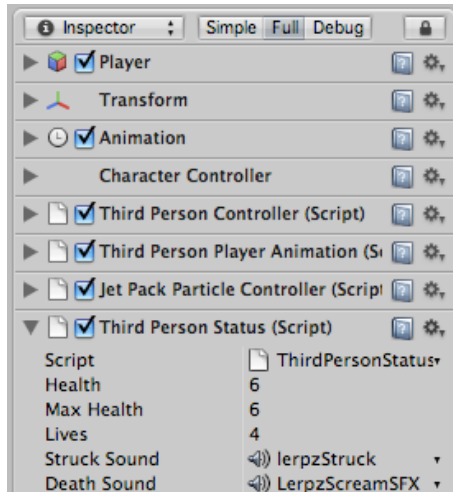 Inspector Simple Full Debug
Player
Transform
Animation
Character Controller
Third Person Controller (Script)
Third Person Player Animation (S
Jet Pack Particle Controller (Script
Third Person Status (Script)
Script ThirdPersonStatus
Health 6
Max Health 6
Lives 4
Struck Sound lerpzStruck
Death Sound LerpzScreamSFX